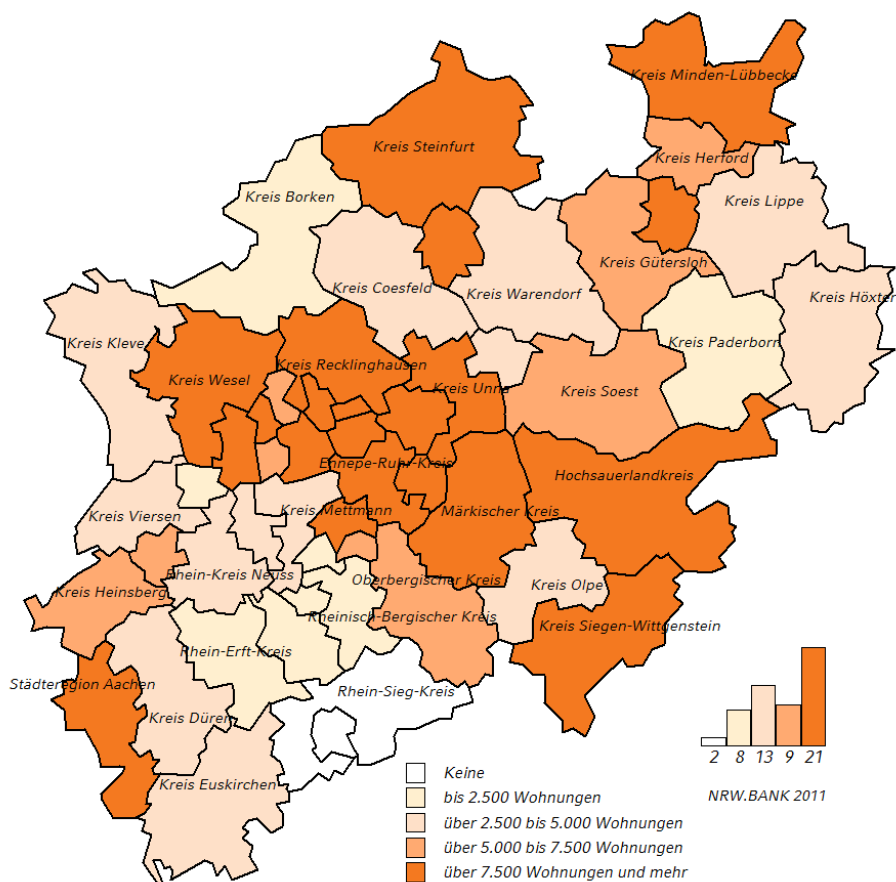 Kreis Minden-Lübbecke
Kreis Steinfurt
Kreis Herford
Kreis Borken
Kreis Lippe
Kreis Gütersloh
Kreis Coesfeld
Kreis Warendorf
Kreis Höxter
Kreis Kleve
Kreis Paderborn
Kreis Recklinghausen
Kreis Wesel
Kreis Unna
Kreis Soest
Ennepe-Ruhr-Kreis
Hochsauerlandkreis
Kreis Viersen
Kreis Mettmann
Märkischer Kreis
Rhein-Kreis Neuss
Oberbergischer Kreis
Kreis Olpe
Kreis Heinsberg
Rheinisch-Bergischer Kreis
Kreis Siegen-Wittgenstein
Rhein-Erft-Kreis
Städteregion Aachen
Rhein-Sieg-Kreis
Kreis Düren
Kreis Euskirchen
2 8 13 9 21
NRW.BANK 2011
Keine
bis 2.500 Wohnungen
über 2.500 bis 5.000 Wohnungen
über 5.000 bis 7.500 Wohnungen
über 7.500 Wohnungen und mehr